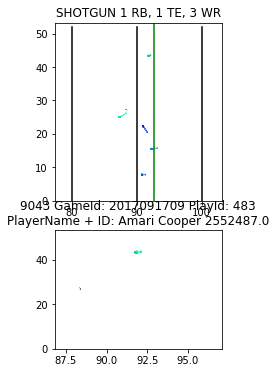 SHOTGUN 1 RB, 1 TE, 3 WR
50
40
30
20
10
0
80 90 100
9043 GameId: 2017091709 PlayId: 483
PlayerName + ID: Amari Cooper 2552487.0
40
20
0
87.5 90.0 92.5 95.0